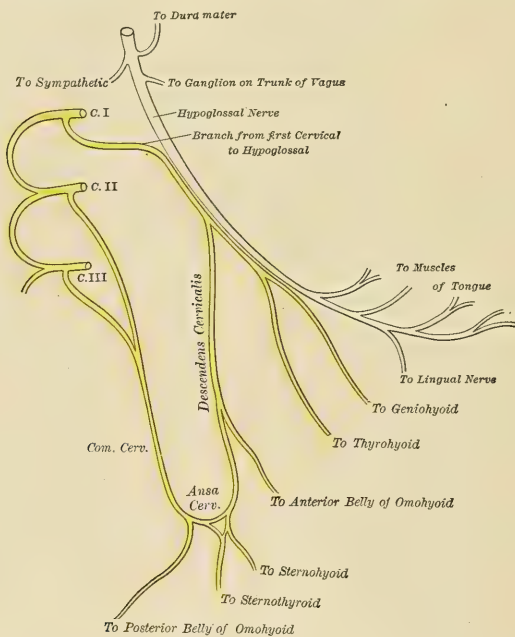 To Dura mater
To Sympathetic
To Ganglion on Trunk of Vagus
C.I
Hypoglossal Nerve
Branch from first Cervical
to Hypoglossal
C.II
C.III
To Muscles
of Tongue
Descendens Cervicalis
To Lingual Nerve
To Geniohyoid
To Thyrohyoid
Com. Cerv.
Ansa
Cerv.
To Anterior Belly of Omohyoid
To Sternohyoid
To Sternothyroid
To Posterior Belly of Omohyoid